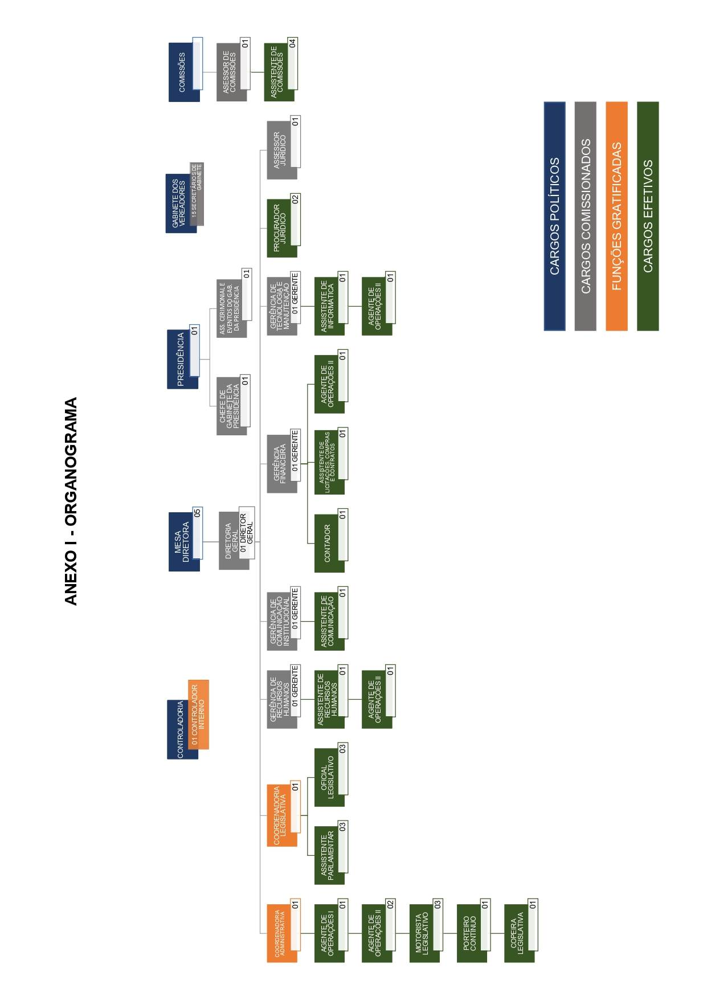 ANEXO I - ORGANOGRAMA
CONTROLADORIA
01 CONTROLADOR
INTERNO
MESA
DIRETORA
05
PRESIDÊNCIA
01
GABINETE DOS
VEREADORES
15 SECRETÁRIOS DE
GABINETE
COMISSÕES
DIRETORIA
GERAL
01 DIRETOR
GERAL
CHEFE DE
GABINETE DA
PRESIDÊNCIA
01
ASS. CERIMONIAL E
EVENTOS DO GAB.
DA PRESIDÊNCIA
01
ASESSOR DE
COMISSÕES
01
ASSISTENTE DE
COMISSÕES
04
COORDENADORIA
ADMINISTRATIVA
01
COORDENADORIA
LEGISLATIVA
01
GERÊNCIA DE
RECURSOS
HUMANOS
01 GERENTE
GERÊNCIA DE
COMUNICAÇÃO
INSTITUCIONAL
01 GERENTE
GERÊNCIA
FINANCEIRA
01 GERENTE
GERÊNCIA DE
TECNOLOGIA E
MANUTENÇÃO
01 GERENTE
PROCURADOR
JURÍDICO
02
ASSESSOR
JURÍDICO
01
AGENTE DE
OPERAÇÕES I
01
ASSISTENTE
PARLAMENTAR
03
OFICIAL
LEGISLATIVO
03
ASSISTENTE DE
RECURSOS
HUMANOS
01
ASSISTENTE DE
COMUNICAÇÃO
01
CONTADOR
01
ASSISTENTE DE
LICITAÇÕES, COMPRAS
E CONTRATOS
01
AGENTE DE
OPERAÇÕES II
01
ASSISTENTE DE
INFORMÁTICA
01
AGENTE DE
OPERAÇÕES II
02
AGENTE DE
OPERAÇÕES II
01
AGENTE DE
OPERAÇÕES II
01
MOTORISTA
LEGISLATIVO
03
PORTEIRO
CONTINUO
01
COPEIRA
LEGISLATIVA
01
CARGOS POLÍTICOS
CARGOS COMISSIONADOS
FUNÇÕES GRATIFICADAS
CARGOS EFETIVOS